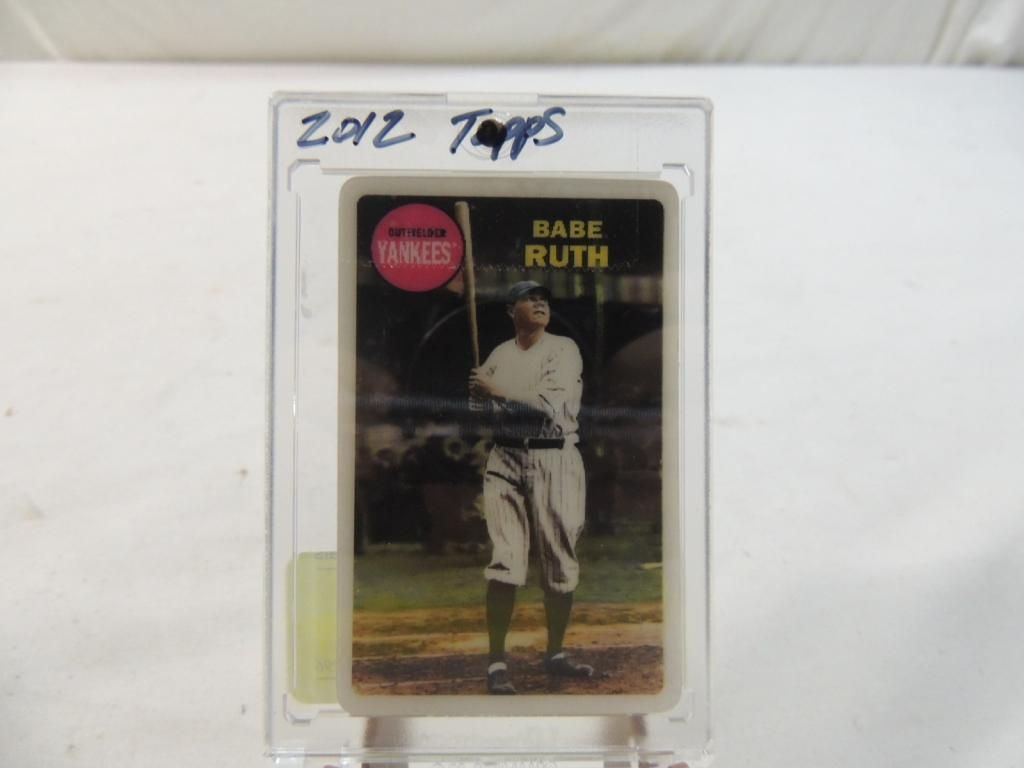 2012 Topps
OUTFIELDER
YANKEES
BABE
RUTH